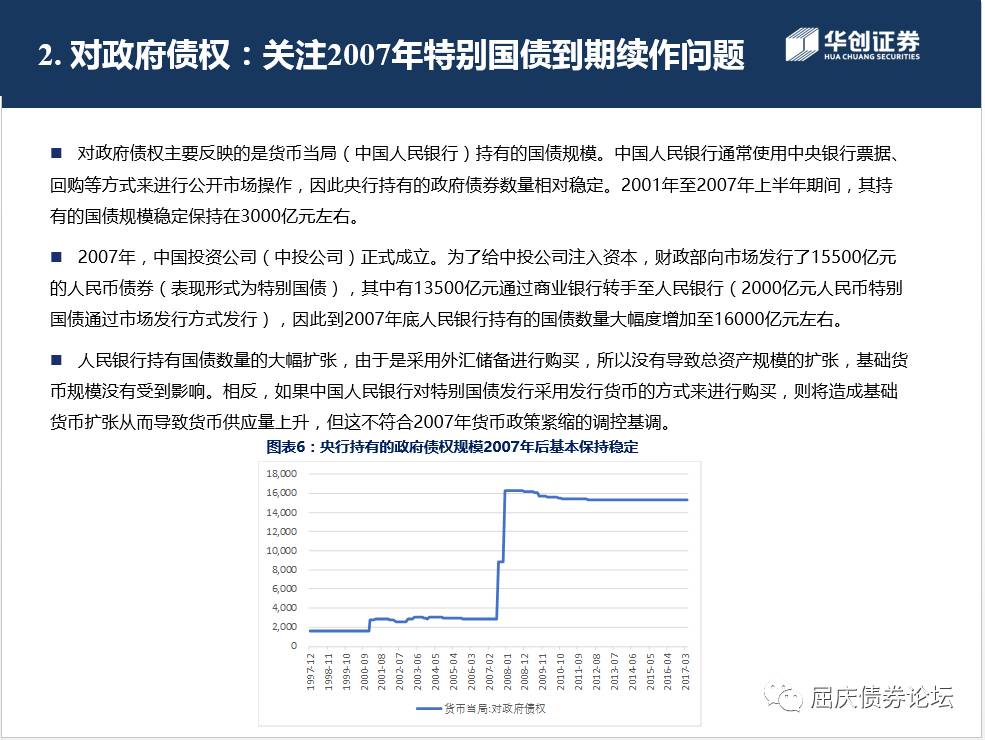 2. 对政府债权：关注2007年特别国债到期续作问题
华创证券
HUA CHUANG SECURITIES
■ 对政府债权主要反映的是货币当局（中国人民银行）持有的国债规模。中国人民银行通常使用中央银行票据、
回购等方式来进行公开市场操作，因此央行持有的政府债券数量相对稳定。2001年至2007年上半年期间，其持
有的国债规模稳定保持在3000亿元左右。
■ 2007年，中国投资公司（中投公司）正式成立。为了给中投公司注入资本，财政部向市场发行了15500亿元
的人民币债券（表现形式为特别国债），其中有13500亿元通过商业银行转手至人民银行（2000亿元人民币特别
国债通过市场发行方式发行），因此到2007年底人民银行持有的国债数量大幅度增加至16000亿元左右。
■ 人民银行持有国债数量的大幅扩张，由于是采用外汇储备进行购买，所以没有导致总资产规模的扩张，基础货
币规模没有受到影响。相反，如果中国人民银行对特别国债发行采用发行货币的方式来进行购买，则将造成基础
货币扩张从而导致货币供应量上升，但这不符合2007年货币政策紧缩的调控基调。
图表6：央行持有的政府债权规模2007年后基本保持稳定
18,000
16,000
14,000
12,000
10,000
8,000
6,000
4,000
2,000
0
1997-12
1998-11
1999-10
2000-09
2001-08
2002-07
2003-06
2004-05
2005-04
2006-03
2007-02
2008-01
2008-12
2009-11
2010-10
2011-09
2012-08
2013-07
2014-06
2015-05
2016-04
2017-03
货币当局:对政府债权
屈庆债券论坛